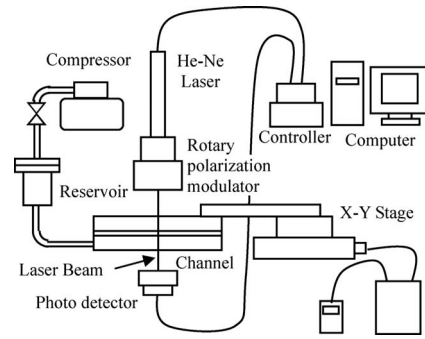 Compressor
He-Ne
Laser
Controller
Computer
Rotary
polarization
modulator
Reservoir
X-Y Stage
Laser Beam
Channel
Photo detector